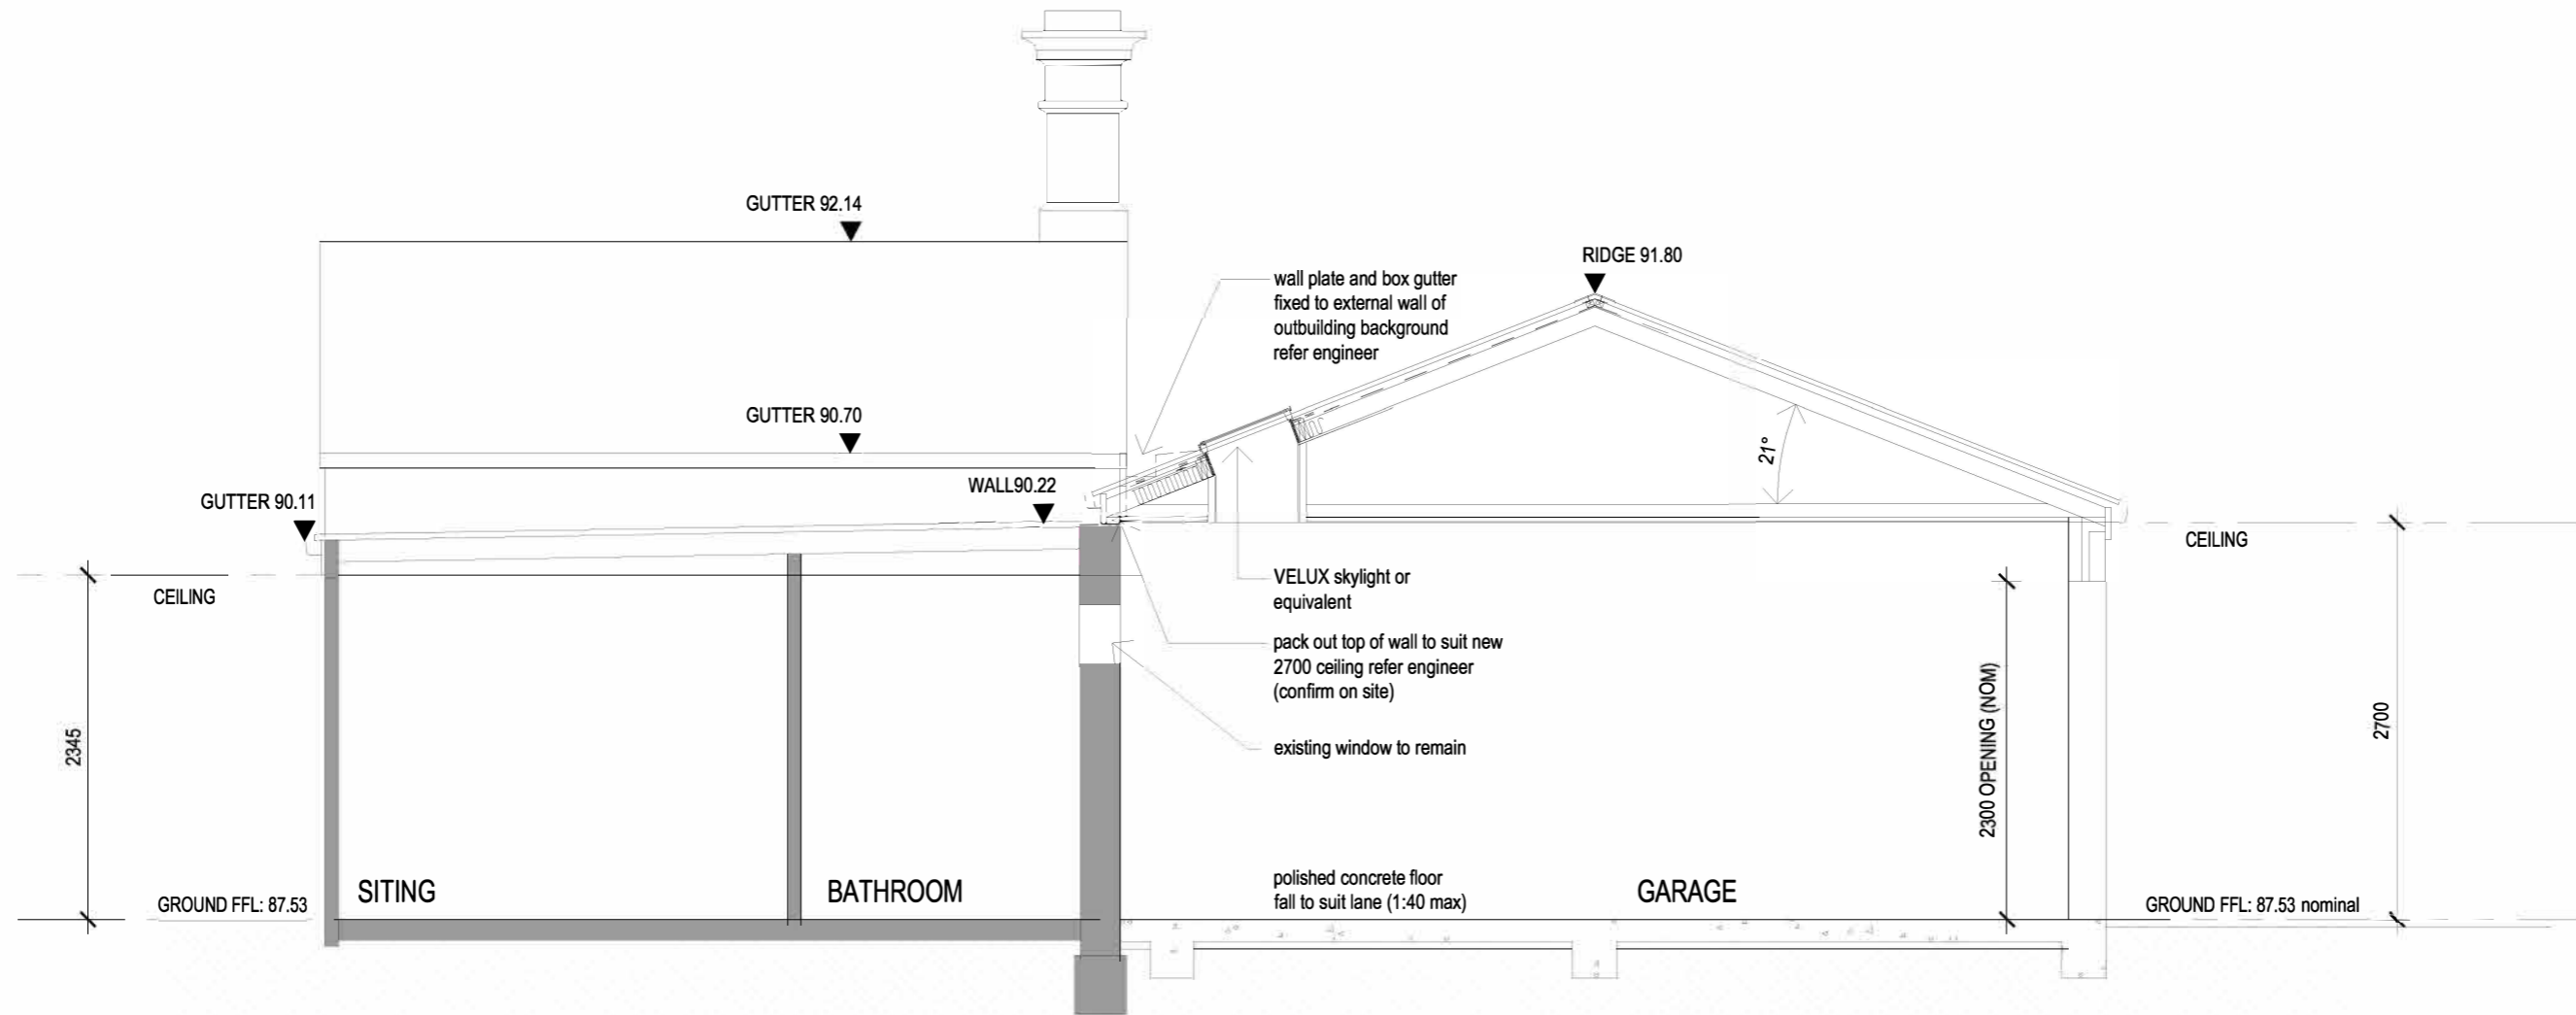 GUTTER 92.14
RIDGE 91.80
wall plate and box gutter
fixed to external wall of
outbuilding background
refer engineer
GUTTER 90.70
21°
WALL90.22
GUTTER 90.11
CEILING
CEILING
VELUX skylight or
equivalent
pack out top of wall to suit new
2700 ceiling refer engineer
(confirm on site)
existing window to remain
2345
2300 OPENING (NOM)
2700
SITING
BATHROOM
polished concrete floor
fall to suit lane (1:40 max)
GARAGE
GROUND FFL: 87.53
GROUND FFL: 87.53 nominal